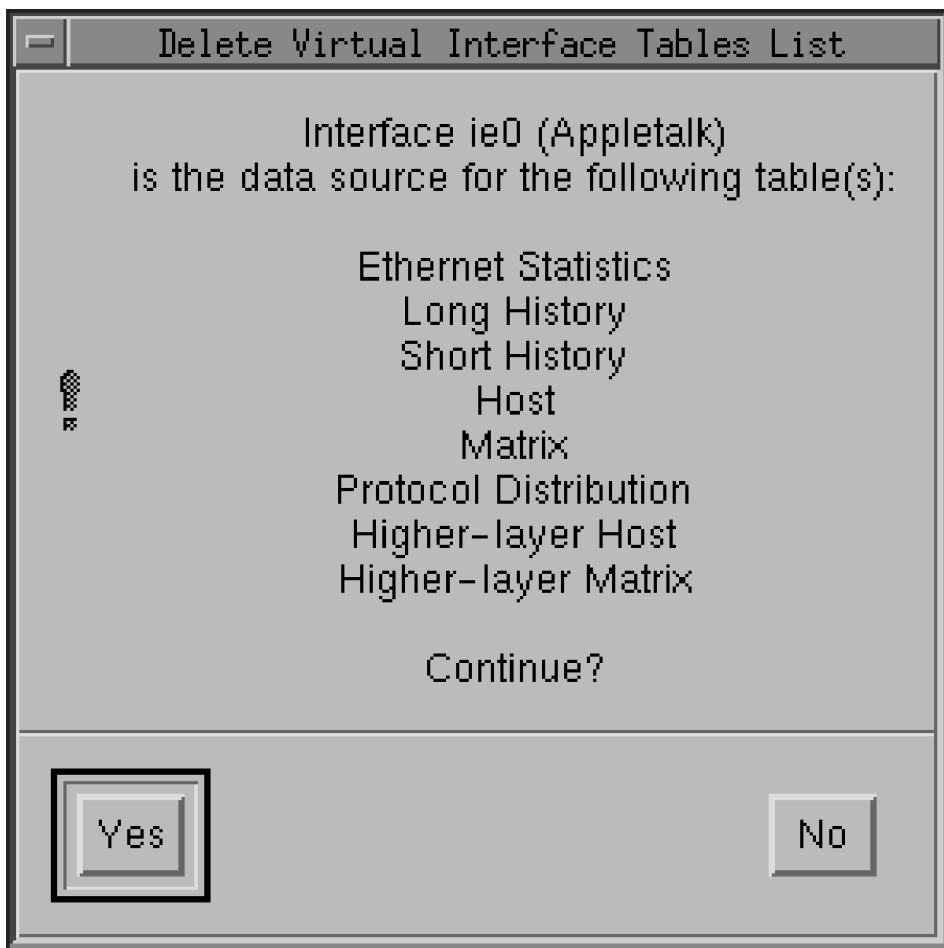 Delete Virtual Interface Tables List
Interface ie0 (Appletalk)
is the data source for the following table(s):
Ethernet Statistics
Long History
Short History
Host
Matrix
Protocol Distribution
Higher-layer Host
Higher-layer Matrix
Continue?
Yes
No